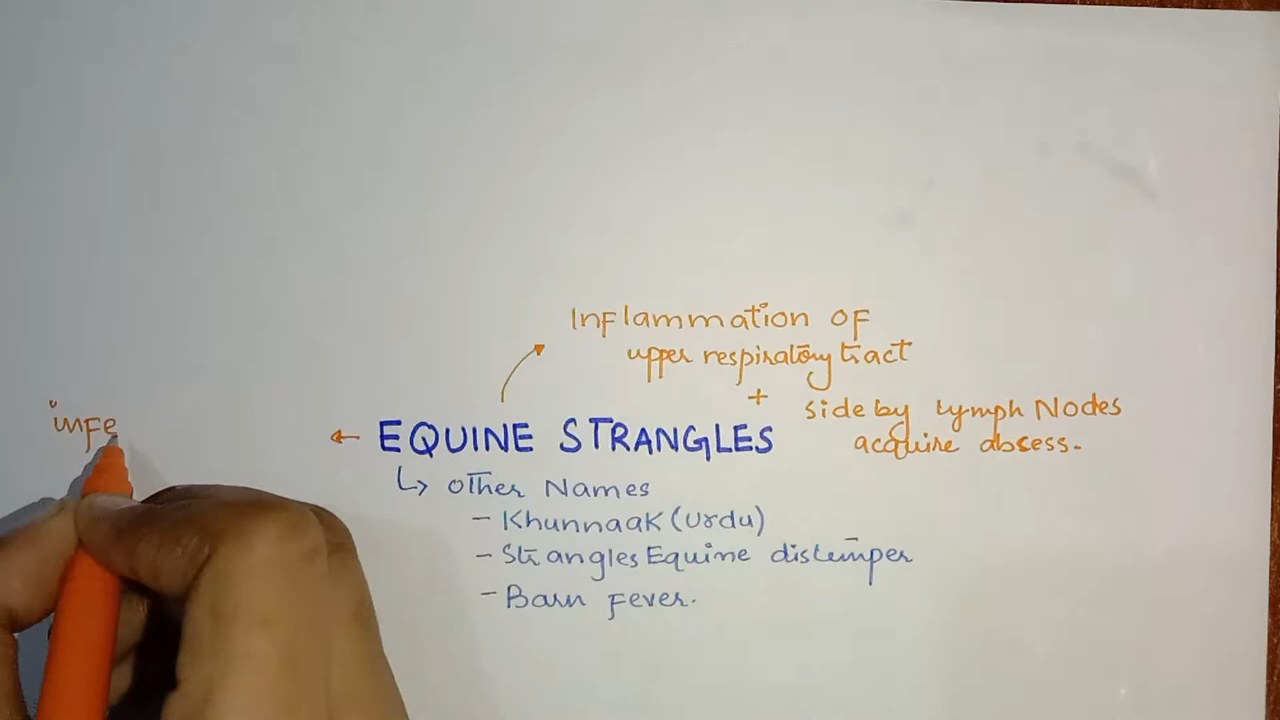 Inflammation of
upper respiratory tract
+
side by lymph Nodes
acquire absess.
infe
← EQUINE STRANGLES
↳ other Names
- Khunnaak (Urdu)
- Strangles Equine distemper
- Barn fever.